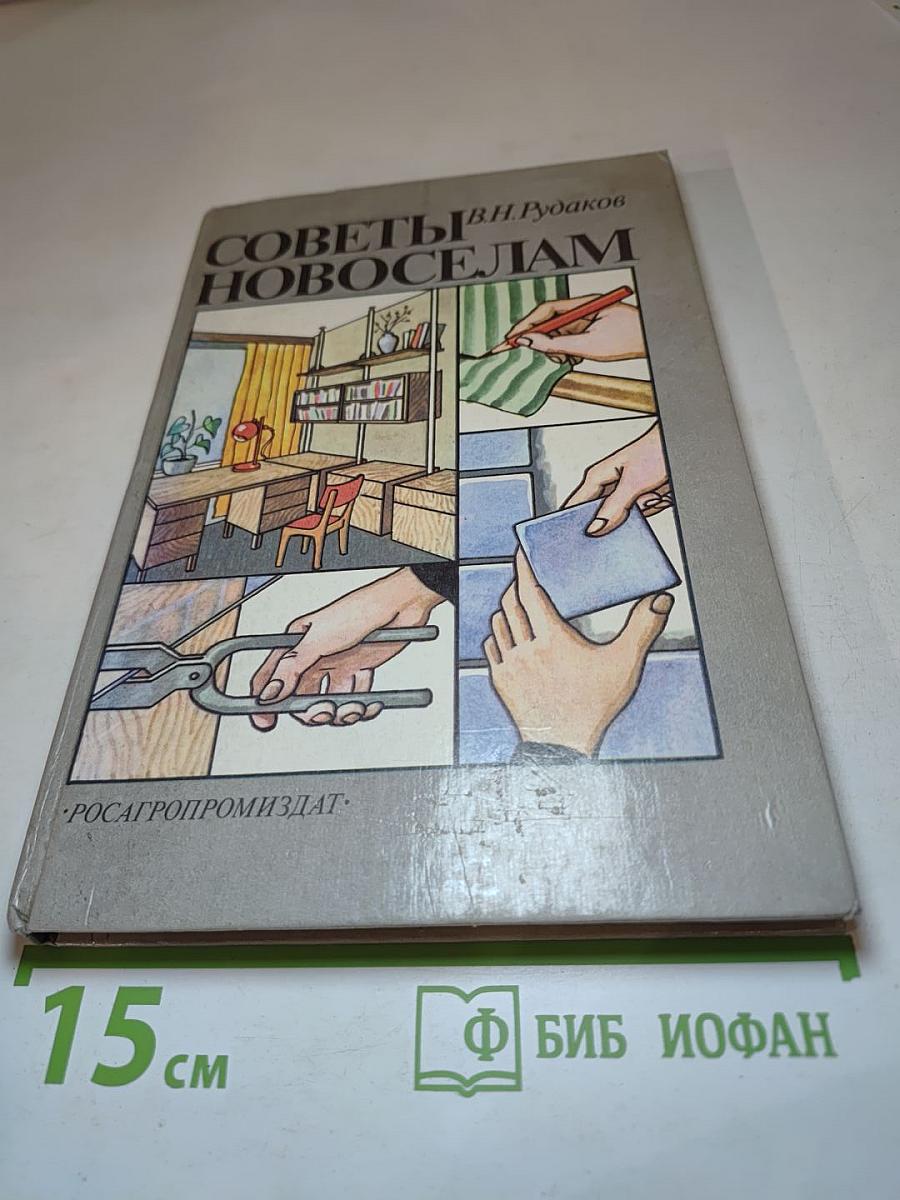 В.Н.Рудаков
СОВЕТЫ
НОВОСЕЛАМ
·РОСАГРОПРОМИЗДАТ·
15 см
Ф БИБ ИОФАН